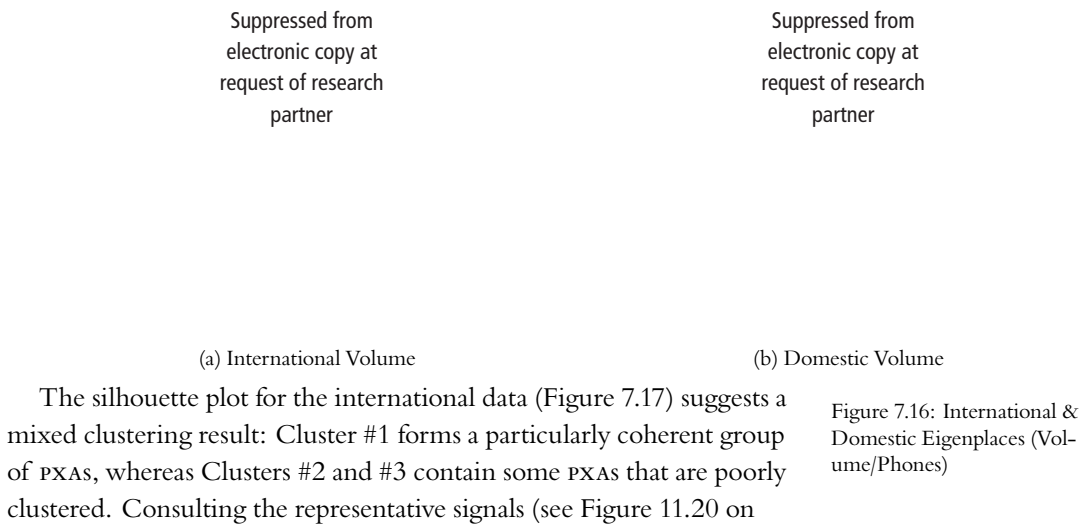 Suppressed from
electronic copy at
request of research
partner
Suppressed from
electronic copy at
request of research
partner
(a) International Volume
(b) Domestic Volume
The silhouette plot for the international data (Figure 7.17) suggests a
mixed clustering result: Cluster #1 forms a particularly coherent group
of PXAs, whereas Clusters #2 and #3 contain some PXAs that are poorly
clustered. Consulting the representative signals (see Figure 11.20 on
Figure 7.16: International &
Domestic Eigenplaces (Vol-
ume/Phones)